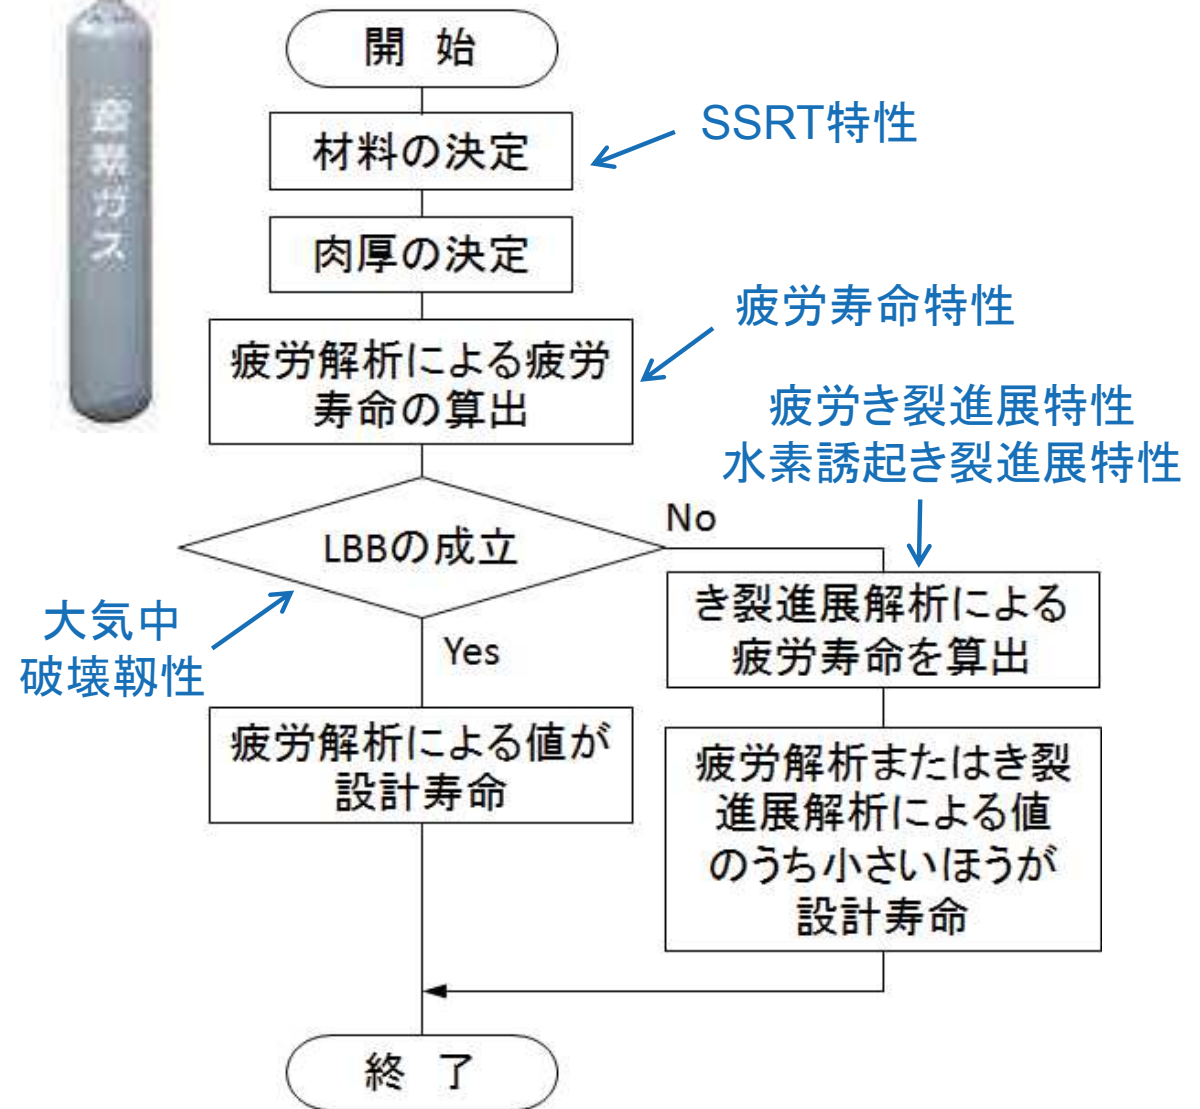 開 始
材料の決定
SSRT特性
肉厚の決定
疲労解析による疲労
寿命の算出
疲労寿命特性
疲労き裂進展特性
水素誘起き裂進展特性
LBBの成立
No
大気中
破壊靱性
Yes
き裂進展解析による
疲労寿命を算出
疲労解析による値が
設計寿命
疲労解析またはき裂
進展解析による値
のうち小さいほうが
設計寿命
終 了